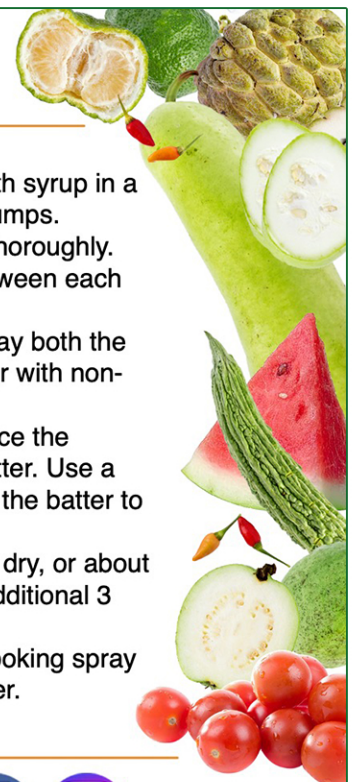 th syrup in a
umps.
horoughly.
ween each
ay both the
r with non-
ce the
tter. Use a
the batter to
dry, or about
dditional 3
ooking spray
er.